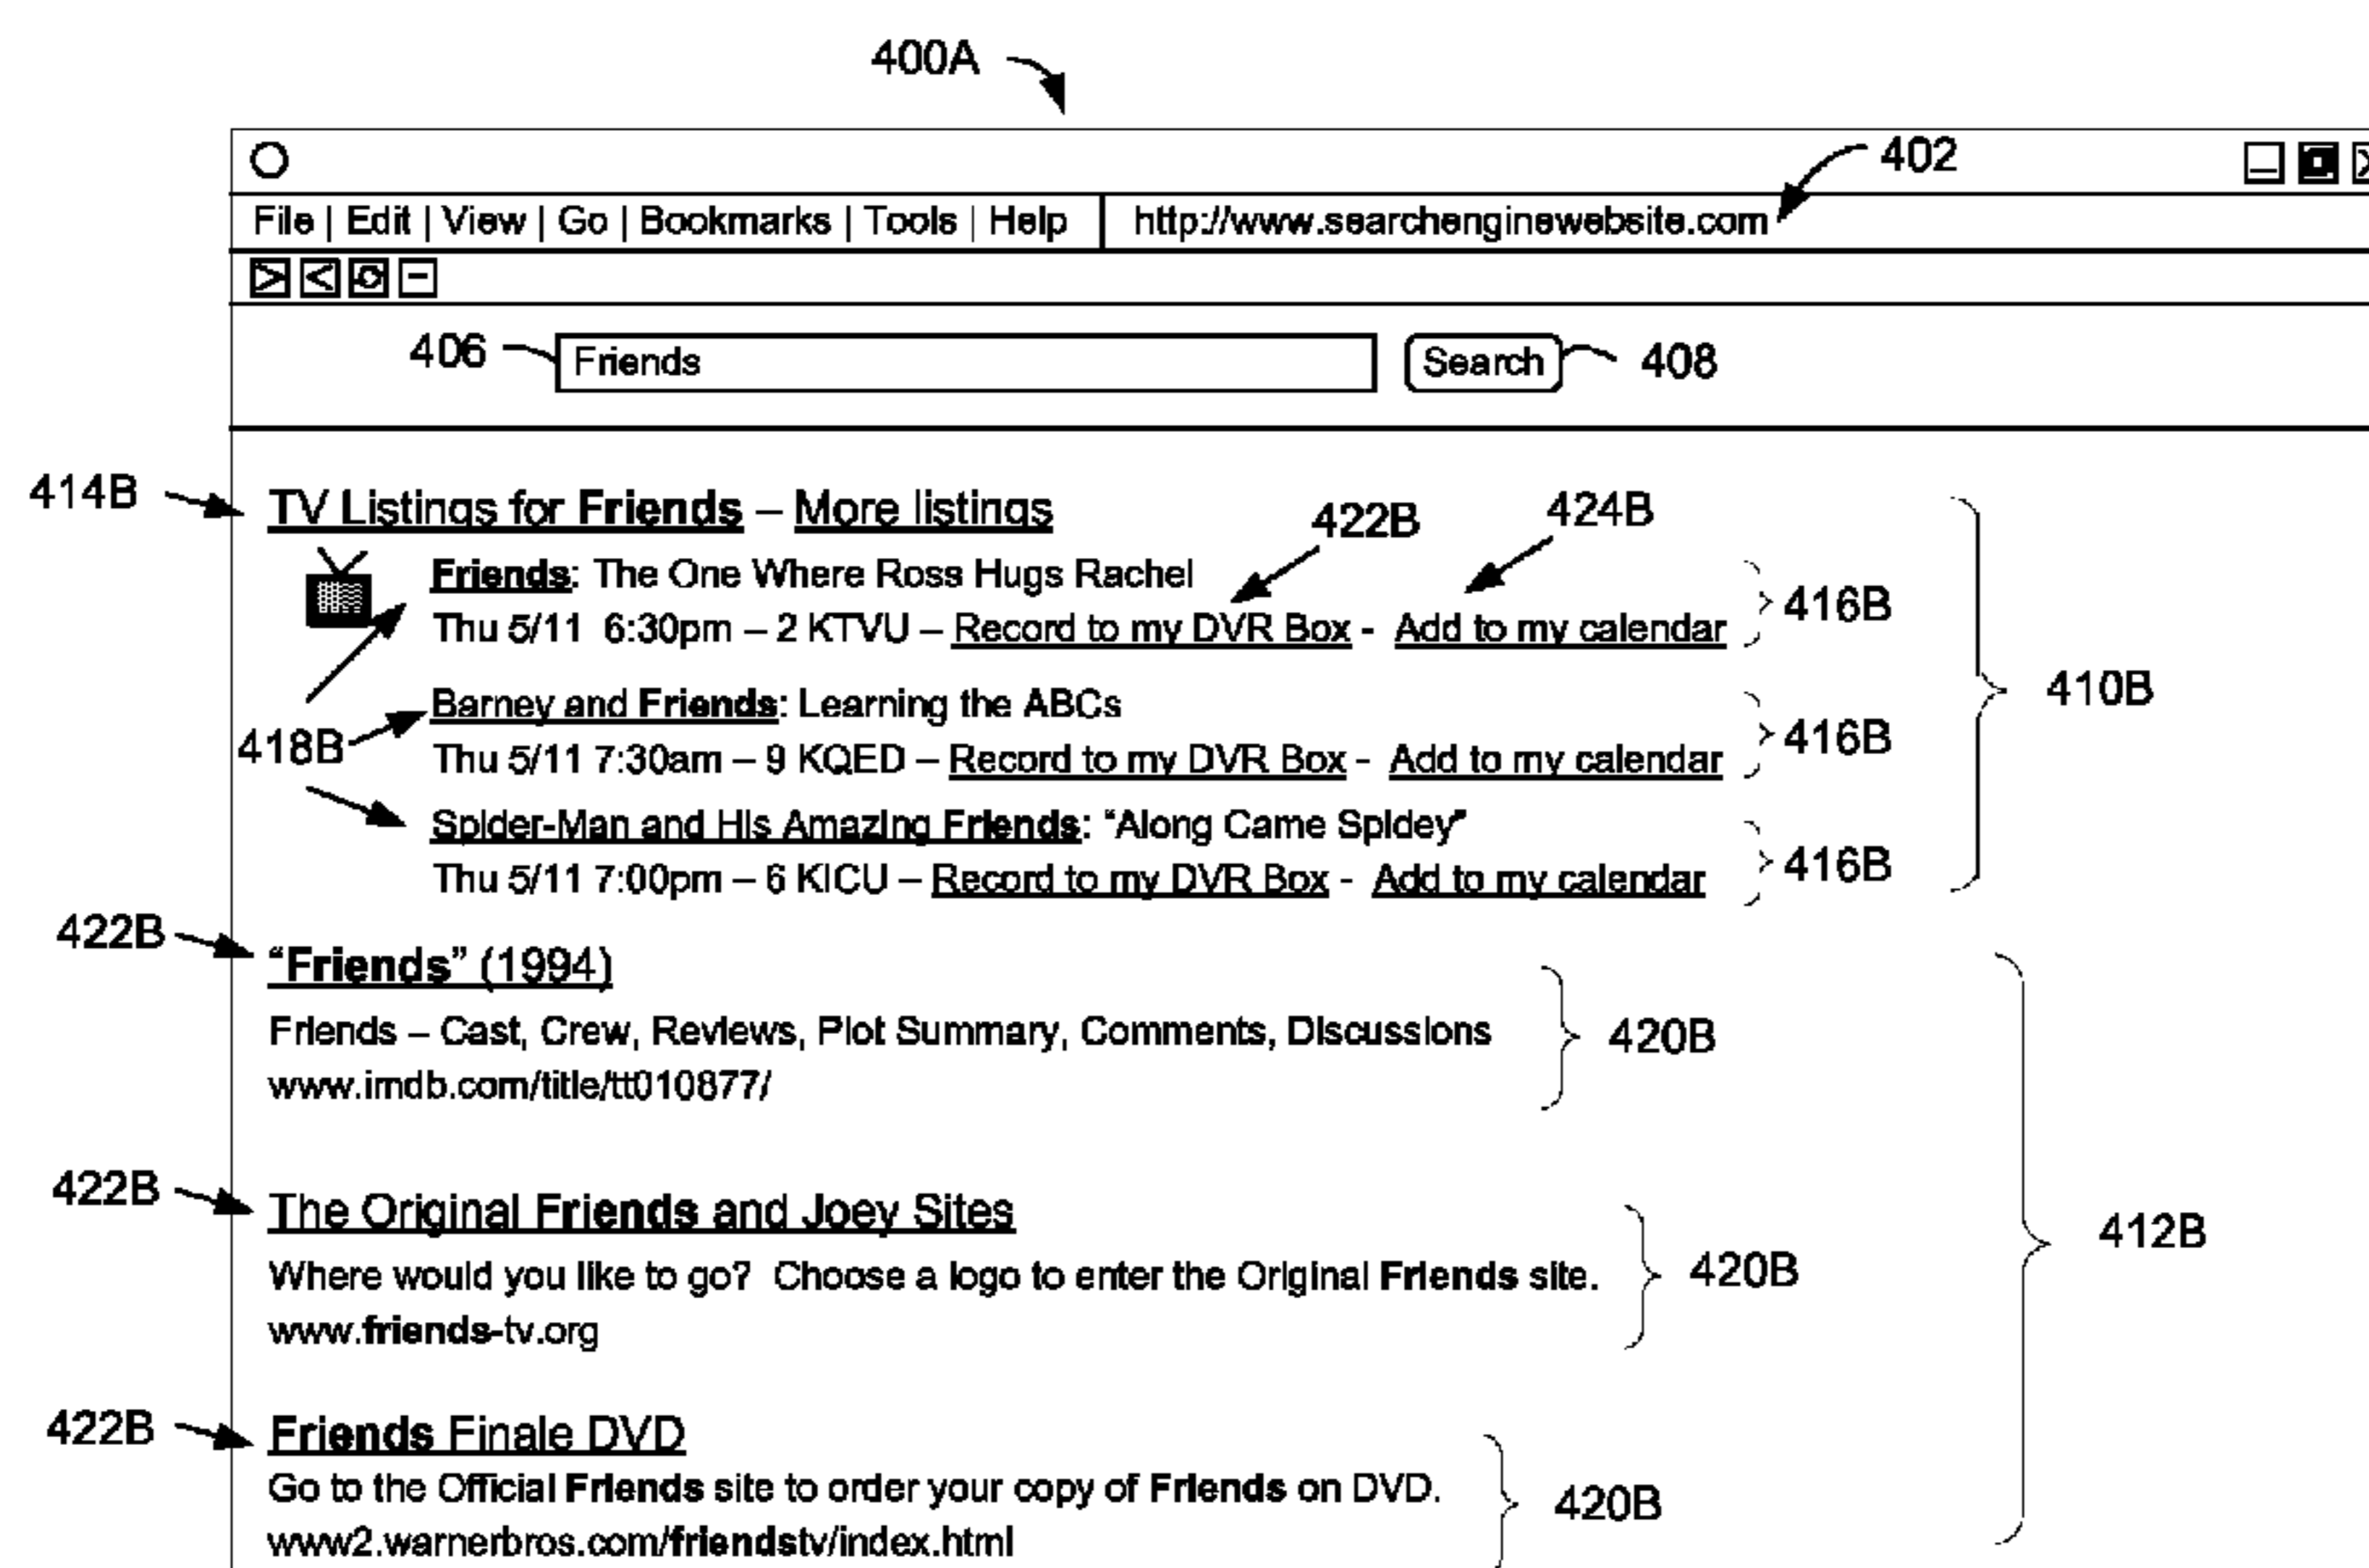 400A
402
File | Edit | View | Go | Bookmarks | Tools | Help http://www.searchenginewebsite.com
406 Friends Search 408
414B TV Listings for Friends – More listings 422B 424B
Friends: The One Where Ross Hugs Rachel
416B
Thu 5/11 6:30pm – 2 KTVU – Record to my DVR Box - Add to my calendar
410B
Barney and Friends: Learning the ABCs
418B 416B
Thu 5/11 7:30am – 9 KQED – Record to my DVR Box - Add to my calendar
Spider-Man and His Amazing Friends: “Along Came Spidey”
416B
Thu 5/11 7:00pm – 6 KICU – Record to my DVR Box - Add to my calendar
422B “Friends” (1994)
Friends – Cast, Crew, Reviews, Plot Summary, Comments, Discussions 420B
www.imdb.com/title/tt010877/
422B The Original Friends and Joey Sites
412B
Where would you like to go? Choose a logo to enter the Original Friends site. 420B
www.friends-tv.org
422B Friends Finale DVD
Go to the Official Friends site to order your copy of Friends on DVD. 420B
www2.warnerbros.com/friendstv/index.html